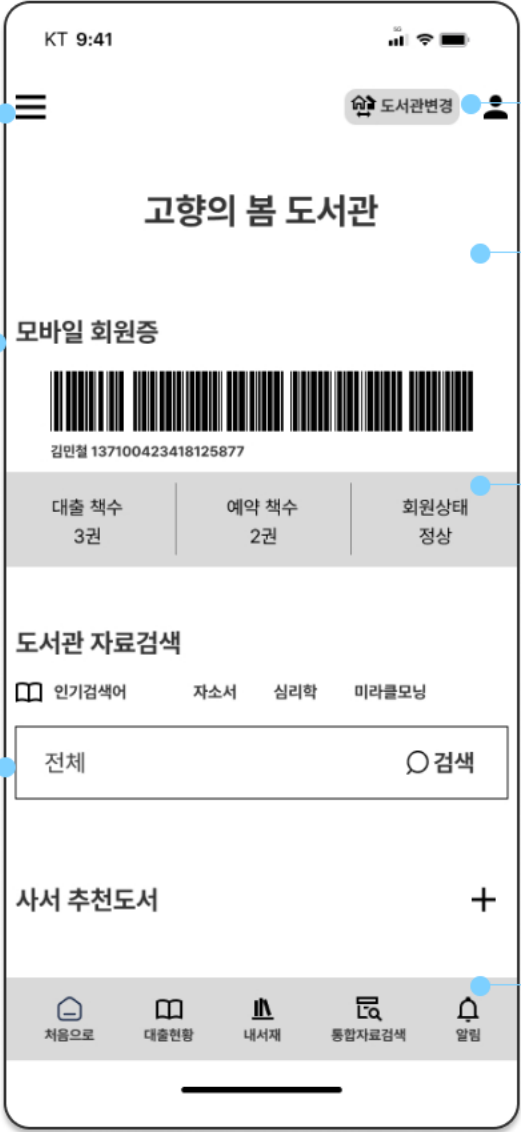 KT 9:41
5G
도서관변경
고향의 봄 도서관
모바일 회원증
김민철 137100423418125877
대출 책수 예약 책수 회원상태
3권 2권 정상
도서관 자료검색
인기검색어 자소서 심리학 미라클모닝
전체 검색
사서 추천도서
처음으로 대출현황 내서재 통합자료검색 알림